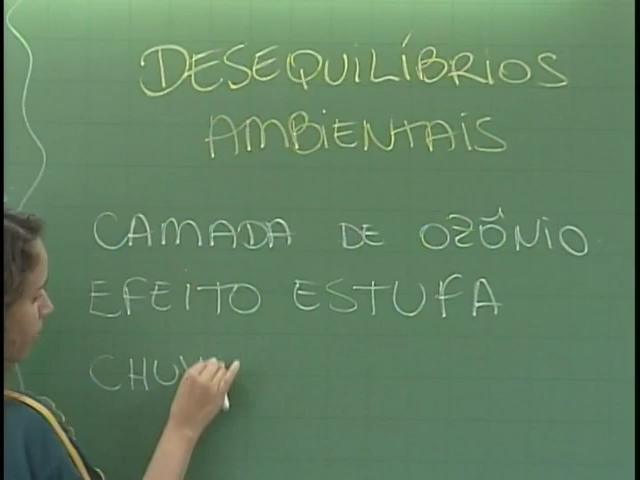 DESEQUILÍBRIOS
AMBIENTAIS
CAMADA DE OZÔNIO
EFEITO ESTUFA